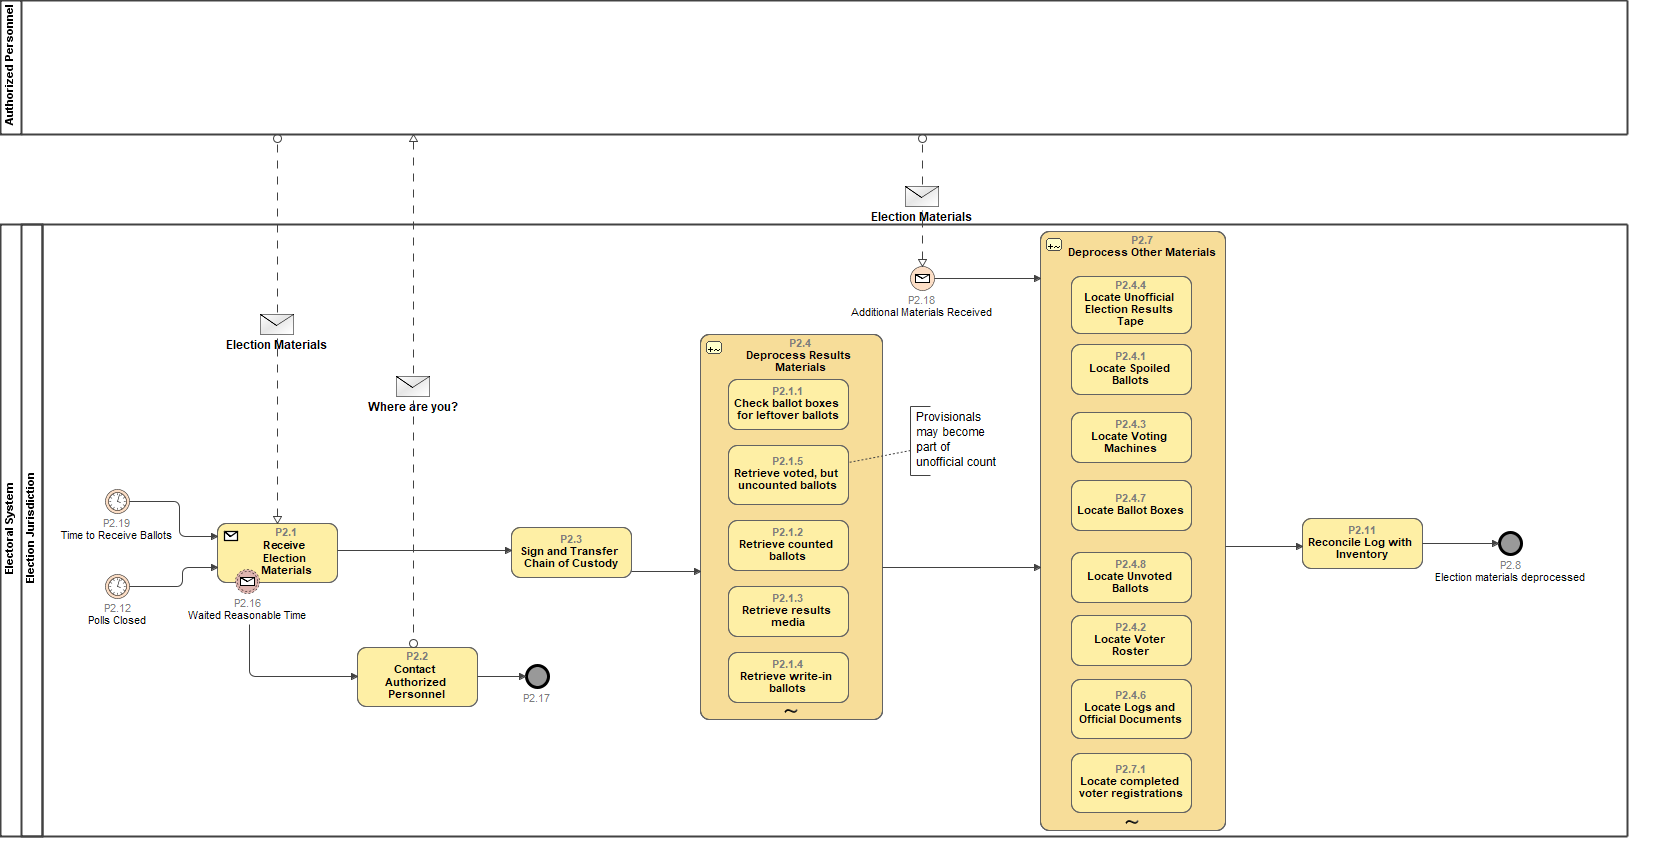 Authorized Personnel
Election Materials
Electoral System
Election Jurisdiction
Election Materials
Where are you?
P2.19
Time to Receive Ballots
P2.12
Polls Closed
P2.1
Receive
Election
Materials
P2.16
Waited Reasonable Time
P2.2
Contact
Authorized
Personnel
P2.17
P2.3
Sign and Transfer
Chain of Custody
P2.4
Deprocess Results
Materials
P2.1.1
Check ballot boxes
for leftover ballots
P2.1.5
Retrieve voted, but
uncounted ballots
P2.1.2
Retrieve counted
ballots
P2.1.3
Retrieve results
media
P2.1.4
Retrieve write-in
ballots
~
Provisionals
may become
part of
unofficial count
P2.18
Additional Materials Received
P2.7
Deprocess Other Materials
P2.4.4
Locate Unofficial
Election Results
Tape
P2.4.1
Locate Spoiled
Ballots
P2.4.3
Locate Voting
Machines
P2.4.7
Locate Ballot Boxes
P2.4.8
Locate Unvoted
Ballots
P2.4.2
Locate Voter
Roster
P2.4.6
Locate Logs and
Official Documents
P2.7.1
Locate completed
voter registrations
~
P2.11
Reconcile Log with
Inventory
P2.8
Election materials deprocessed